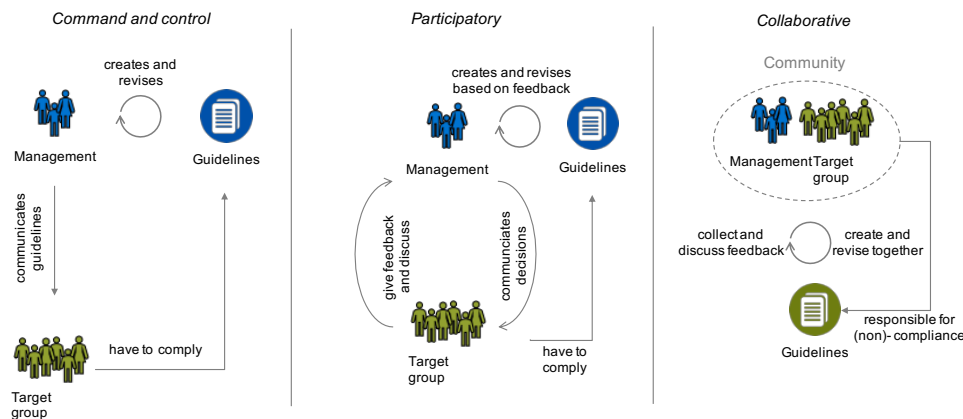 Command and control
creates and
revises
Management
Guidelines
communicates
guidelines
have to comply
Target
group
Participatory
creates and revises
based on feedback
Management
Guidelines
give feedback
and discuss
communciates
decisions
Target
group
have to
comply
Collaborative
Community
Management Target
group
collect and
discuss feedback
create and
revise together
Guidelines
responsible for
(non)- compliance